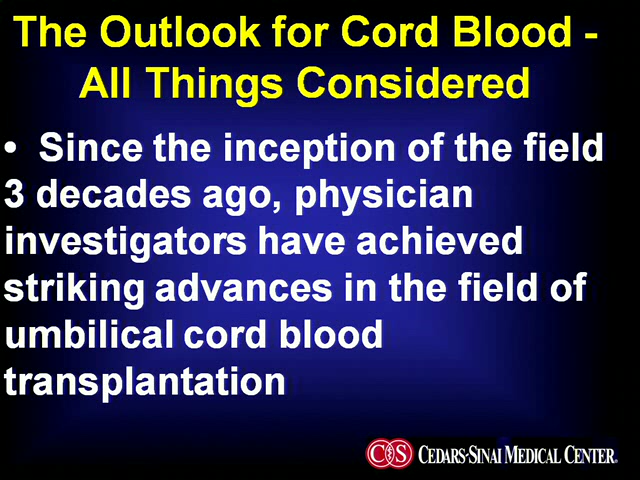 The Outlook for Cord Blood -
All Things Considered
• Since the inception of the field
3 decades ago, physician
investigators have achieved
striking advances in the field of
umbilical cord blood
transplantation
CS CEDARS-SINAI MEDICAL CENTER®